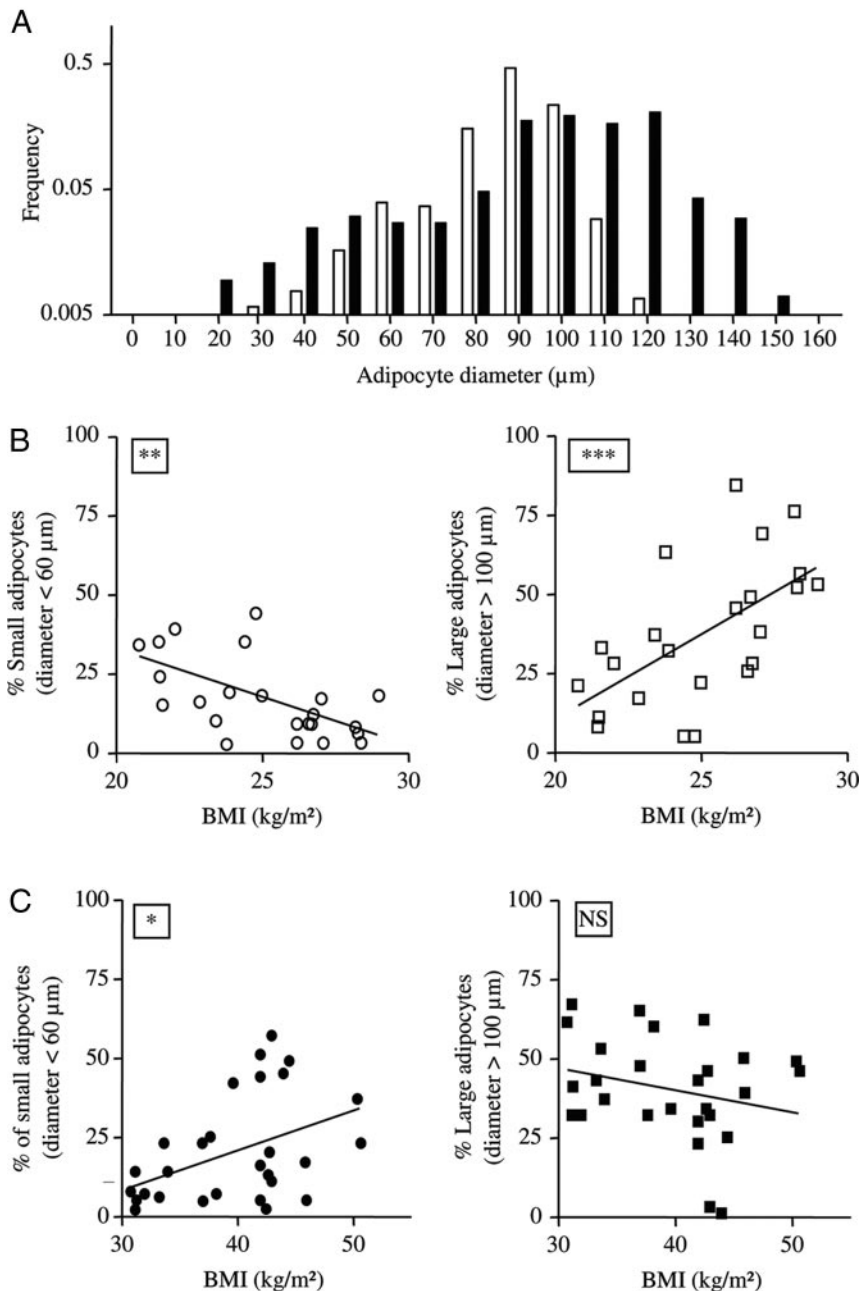 A
Frequency
0.5
0.05
0.005
0 10 20 30 40 50 60 70 80 90 100 110 120 130 140 150 160
Adipocyte diameter (µm)
B
% Small adipocytes
(diameter < 60 µm)
100
75
50
25
0
**
20 25 30
BMI (kg/m²)
% Large adipocytes
(diameter > 100 µm)
100
75
50
25
0
***
20 25 30
BMI (kg/m²)
C
% of small adipocytes
(diameter < 60 µm)
100
75
50
25
0
*
30 40 50
BMI (kg/m²)
% Large adipocytes
(diameter > 100 µm)
100
75
50
25
0
NS
30 40 50
BMI (kg/m²)